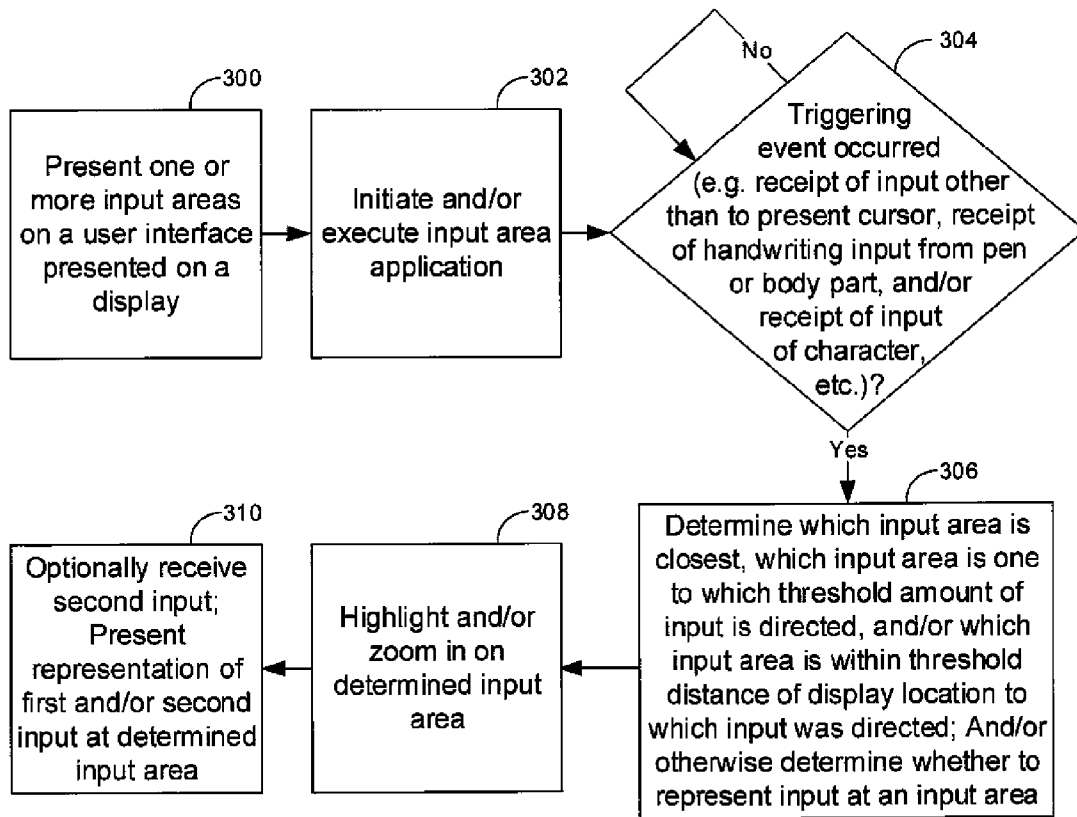 300
Present one or
more input areas
on a user interface
presented on a
display
302
Initiate and/or
execute input area
application
No
304
Triggering
event occurred
(e.g. receipt of input other
than to present cursor, receipt
of handwriting input from pen
or body part, and/or
receipt of input
of character,
etc.)?
Yes
306
Determine which input area is
closest, which input area is one
to which threshold amount of
input is directed, and/or which
input area is within threshold
distance of display location to
which input was directed; And/or
otherwise determine whether to
represent input at an input area
308
Highlight and/or
zoom in on
determined input
area
310
Optionally receive
second input;
Present
representation of
first and/or second
input at determined
input area